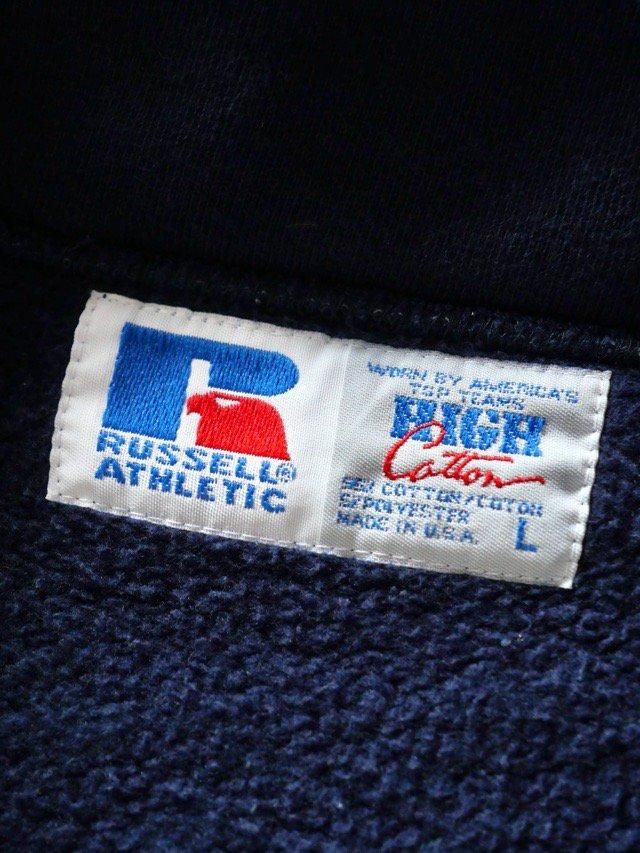 RUSSELL®
ATHLETIC
WORN BY AMERICA'S
TOP TEAMS
HIGH
Cotton
COTTON/COTON
POLYESTER
MADE IN U.S.A.
L